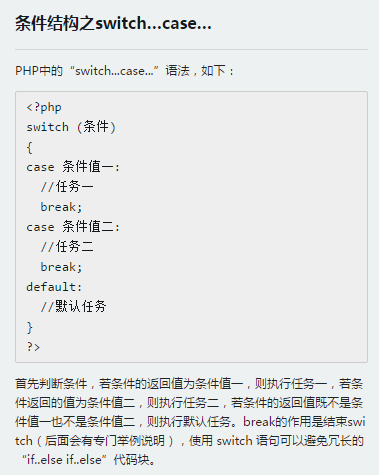 条件结构之switch...case...
PHP中的“switch...case...”语法，如下：
<?php
switch (条件)
{
case 条件值一:
  //任务一
  break;
case 条件值二:
  //任务二
  break;
default:
  //默认任务
}
?>
首先判断条件，若条件的返回值为条件值一，则执行任务一，若条
件返回的值为条件值二，则执行任务二，若条件的返回值既不是条
件值一也不是条件值二，则执行默认任务。break的作用是结束swi
tch（后面会有专门举例说明），使用 switch 语句可以避免冗长的
“if..else if..else”代码块。